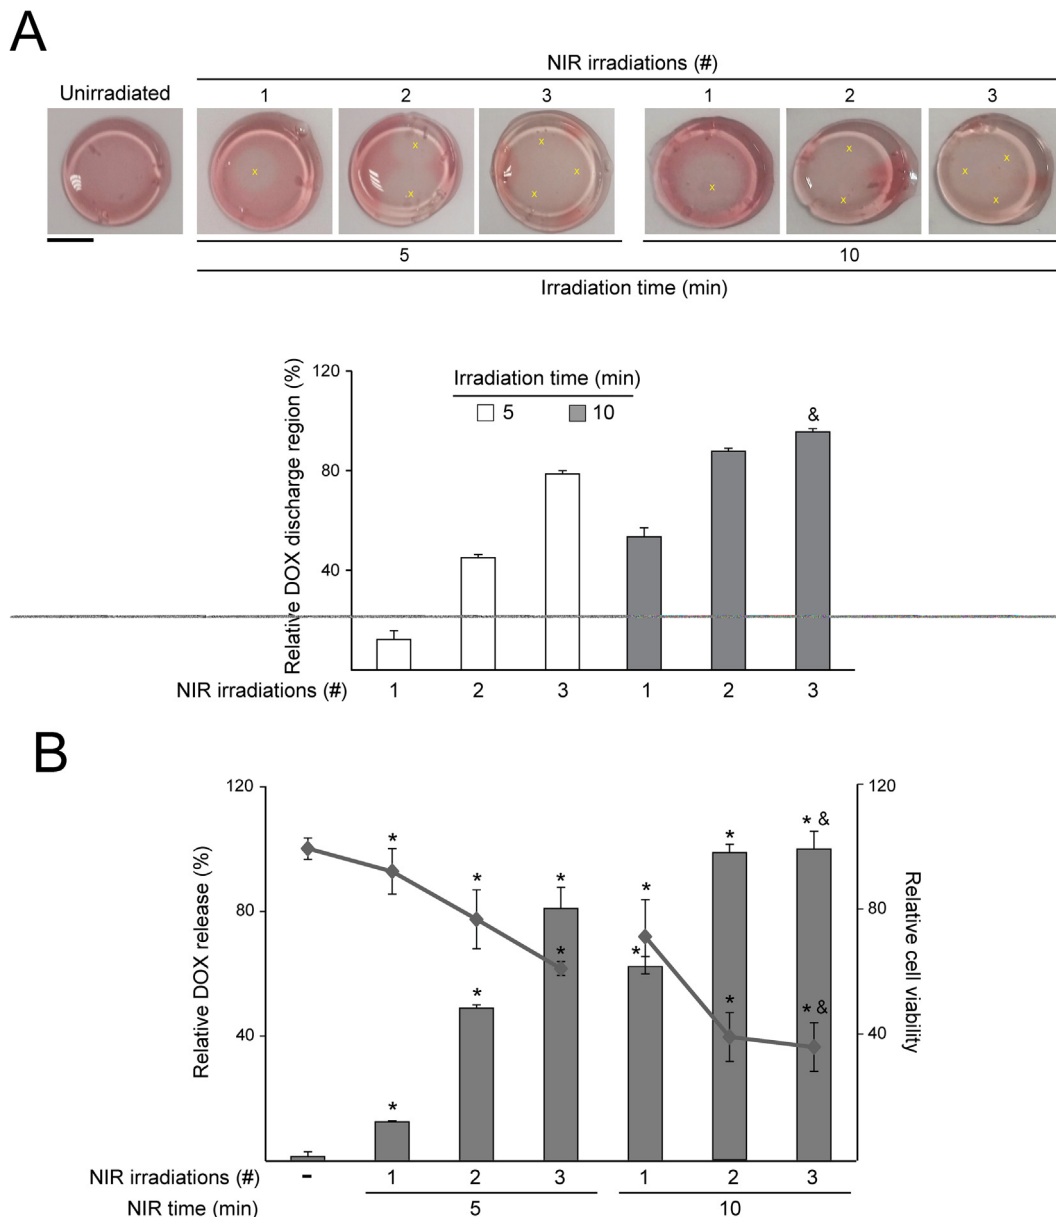 A
NIR irradiations (#)
Unirradiated 1 2 3 1 2 3
x x x x x x x x x x x x
5 10
Irradiation time (min)
Relative DOX discharge region (%)
120
80
40
Irradiation time (min)
5 10
&
NIR irradiations (#) 1 2 3 1 2 3
B
Relative DOX release (%)
120
80
40
* * * * * * * * * * &
* * &
120
80
40
Relative cell viability
NIR irradiations (#) - 1 2 3 1 2 3
NIR time (min) 5 10